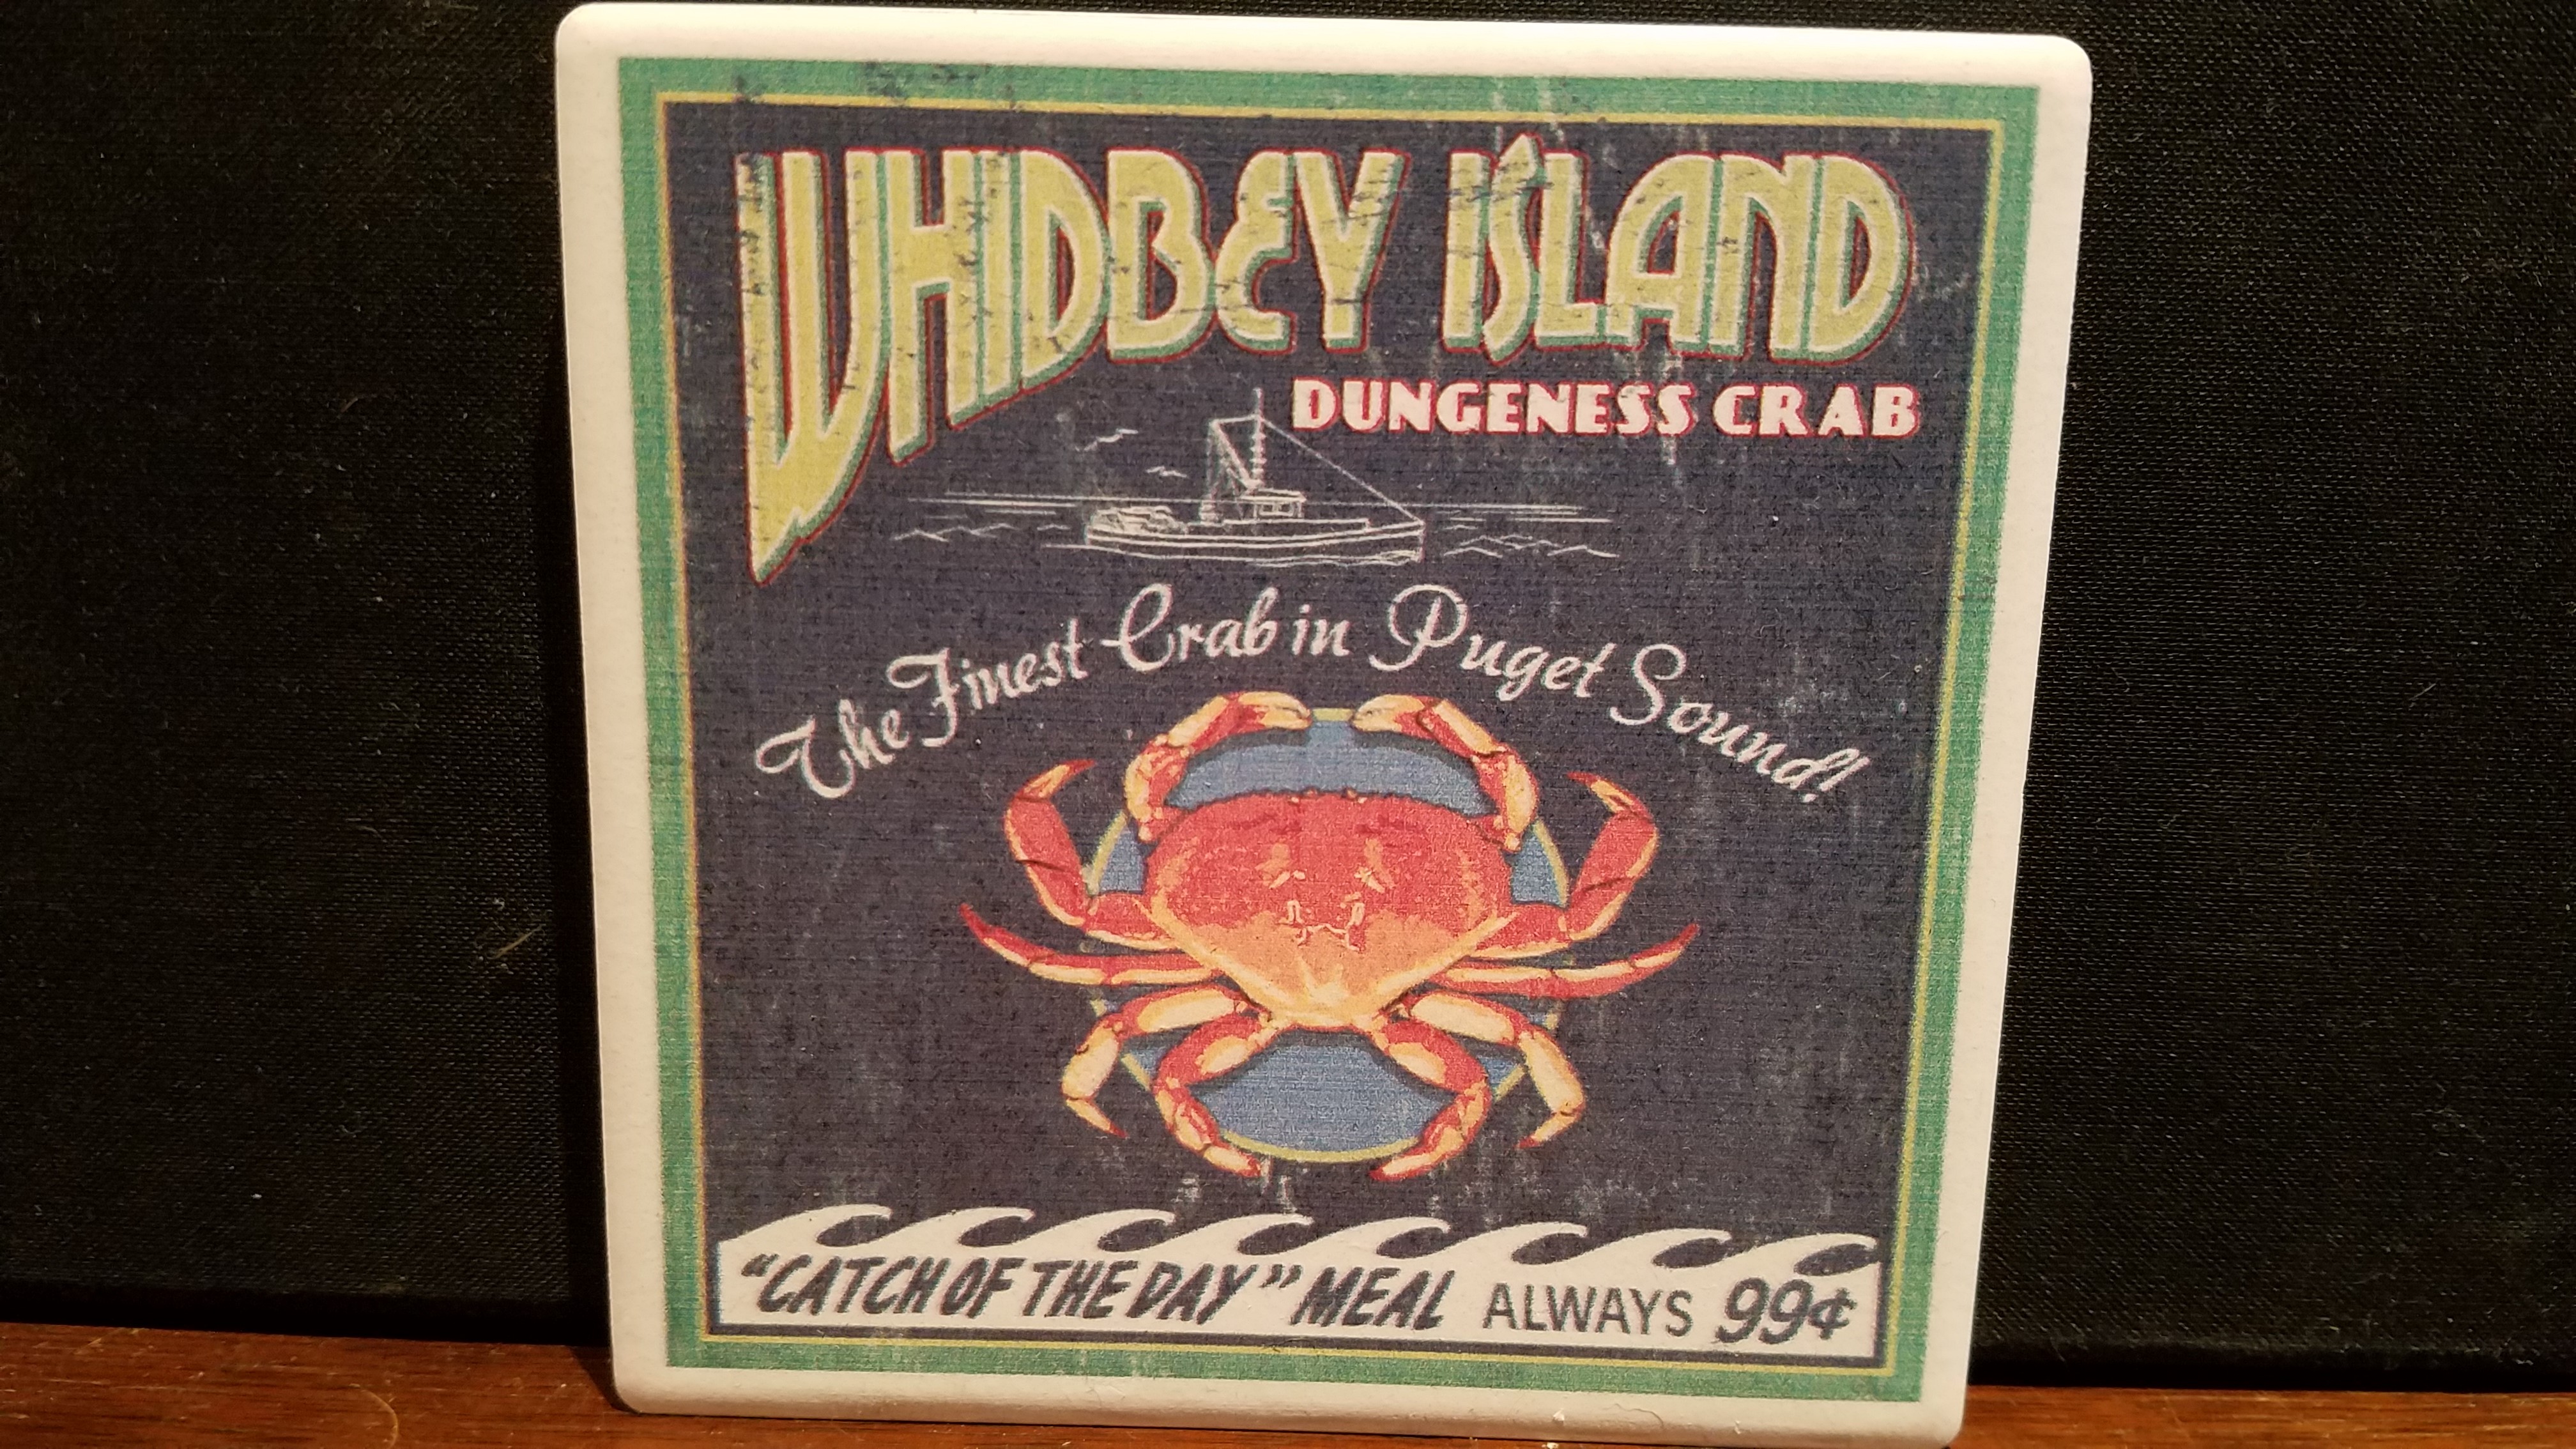 WHIDBEY ISLAND
DUNGENESS CRAB
The Finest Crab in Puget Sound!
"CATCH OF THE DAY" MEAL ALWAYS 99¢